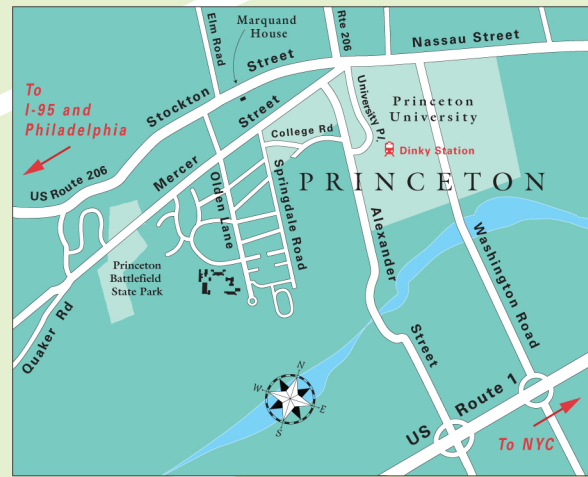 Elm Road
Marquand
House
Rte 206
Nassau Street
To
I-95 and
Philadelphia
Stockton
Street
University Pl.
Princeton
University
Mercer
Street
College Rd
Dinky Station
US Route 206
PRINCETON
Olden Lane
Springdale Road
Alexander
Street
Washington Road
Princeton
Battlefield
State Park
Quaker Rd
N
W
E
S
US Route 1
To NYC